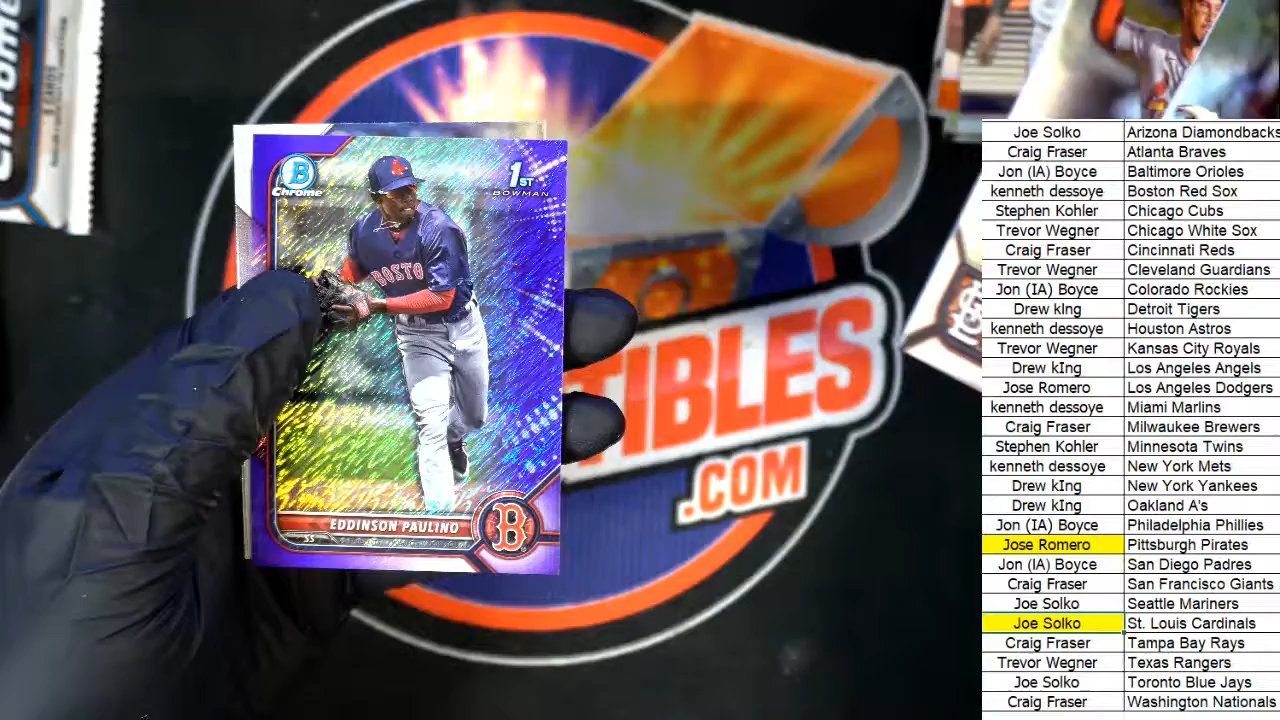 Chrome
B
Chrome
1ST
BOWMAN
BOSTO
EDDINSON PAULINO
SS
B
TIBLES
.COM
Joe Solko Arizona Diamondbacks
Craig Fraser Atlanta Braves
Jon (IA) Boyce Baltimore Orioles
kenneth dessoye Boston Red Sox
Stephen Kohler Chicago Cubs
Trevor Wegner Chicago White Sox
Craig Fraser Cincinnati Reds
Trevor Wegner Cleveland Guardians
Jon (IA) Boyce Colorado Rockies
Drew kIng Detroit Tigers
kenneth dessoye Houston Astros
Trevor Wegner Kansas City Royals
Drew kIng Los Angeles Angels
Jose Romero Los Angeles Dodgers
kenneth dessoye Miami Marlins
Craig Fraser Milwaukee Brewers
Stephen Kohler Minnesota Twins
kenneth dessoye New York Mets
Drew kIng New York Yankees
Drew kIng Oakland A's
Jon (IA) Boyce Philadelphia Phillies
Jose Romero Pittsburgh Pirates
Jon (IA) Boyce San Diego Padres
Craig Fraser San Francisco Giants
Joe Solko Seattle Mariners
Joe Solko St. Louis Cardinals
Craig Fraser Tampa Bay Rays
Trevor Wegner Texas Rangers
Joe Solko Toronto Blue Jays
Craig Fraser Washington Nationals